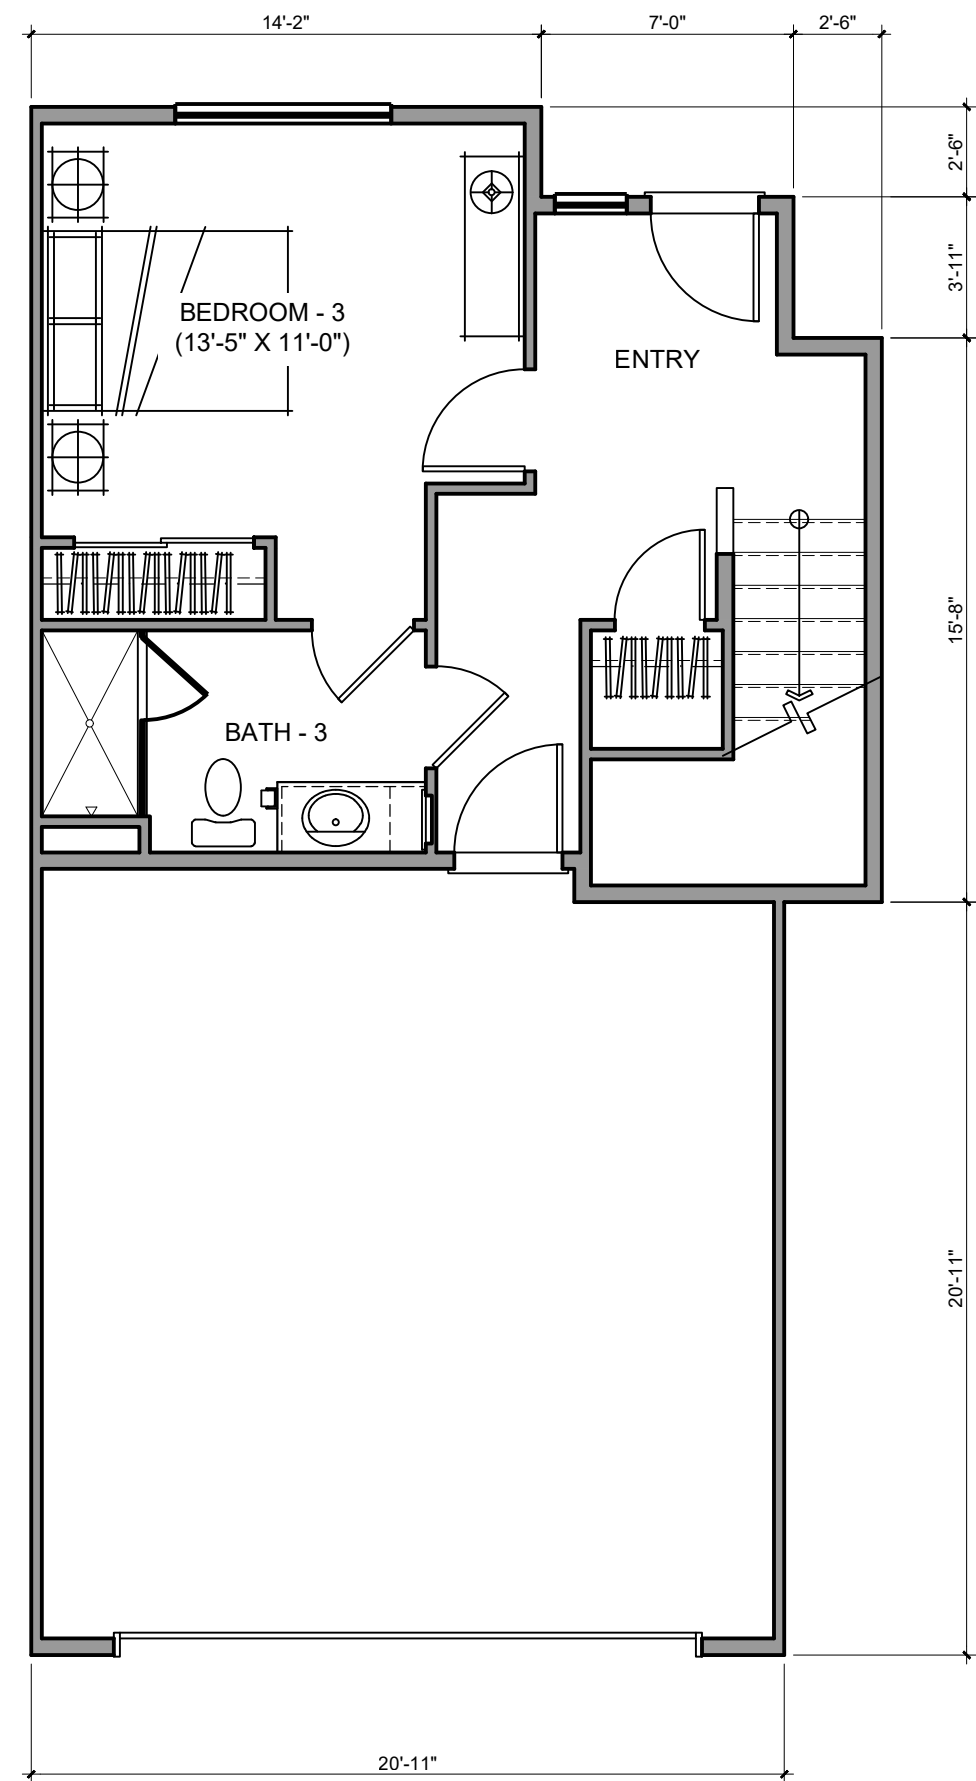 14'-2"
7'-0"
2'-6"
2'-6"
3'-11"
BEDROOM - 3
(13'-5" X 11'-0")
ENTRY
15'-8"
BATH - 3
20'-11"
20'-11"